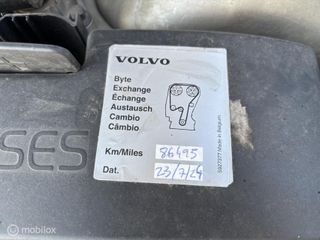 VOLVO
Byte
Exchange
Échange
Austausch
Cambio
Câmbio
Km/Miles 86495
Dat. 23/7/24
Made in Belgium
SES
mobilox